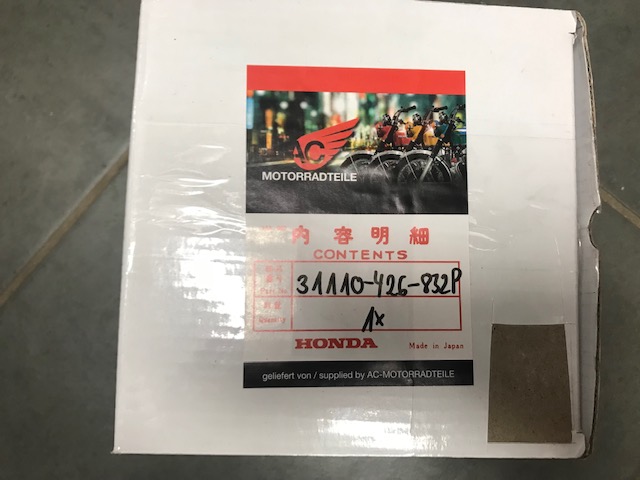 AC
MOTORRADTEILE
内容明細
CONTENTS
31110-426-832P
1x
HONDA
Made in Japan
geliefert von / supplied by AC-MOTORRADTEILE